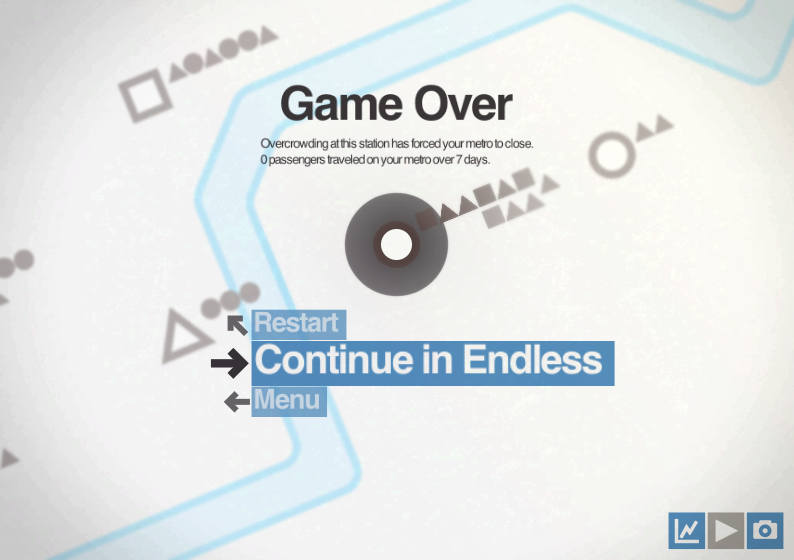 Game Over
Overcrowding at this station has forced your metro to close.
0 passengers traveled on your metro over 7 days.
Restart
Continue in Endless
Menu